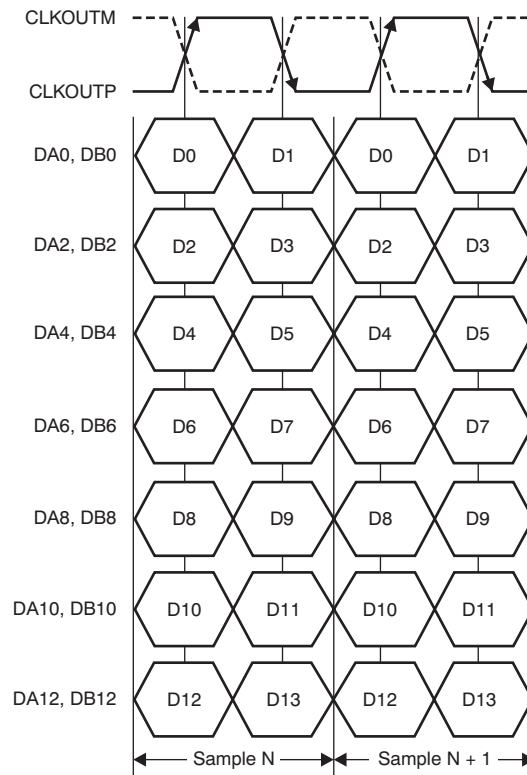 CLKOUTM
CLKOUTP
DA0, DB0 D0 D1 D0 D1
DA2, DB2 D2 D3 D2 D3
DA4, DB4 D4 D5 D4 D5
DA6, DB6 D6 D7 D6 D7
DA8, DB8 D8 D9 D8 D9
DA10, DB10 D10 D11 D10 D11
DA12, DB12 D12 D13 D12 D13
Sample N Sample N + 1